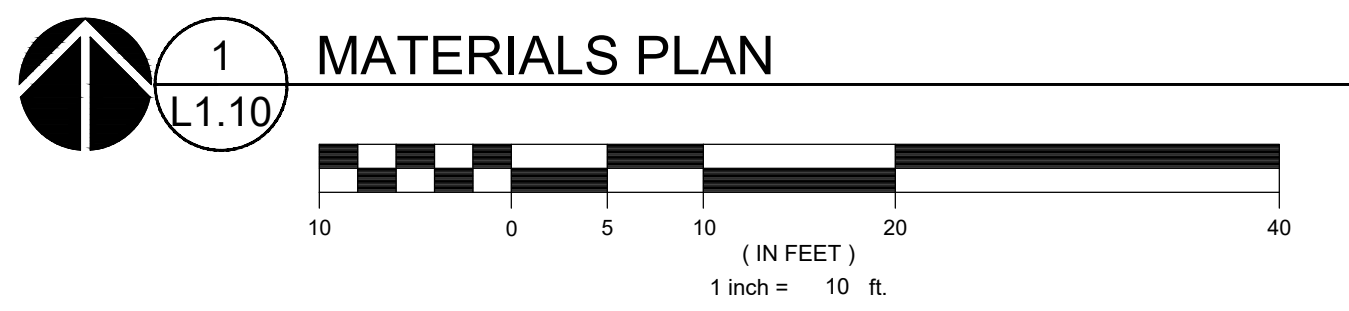 1
L1.10
MATERIALS PLAN
10 0 5 10 20 40
( IN FEET )
1 inch = 10 ft.